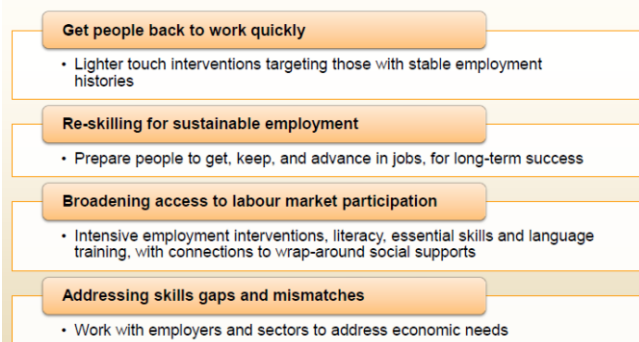 Get people back to work quickly
• Lighter touch interventions targeting those with stable employment
histories
Re-skilling for sustainable employment
• Prepare people to get, keep, and advance in jobs, for long-term success
Broadening access to labour market participation
• Intensive employment interventions, literacy, essential skills and language
training, with connections to wrap-around social supports
Addressing skills gaps and mismatches
• Work with employers and sectors to address economic needs